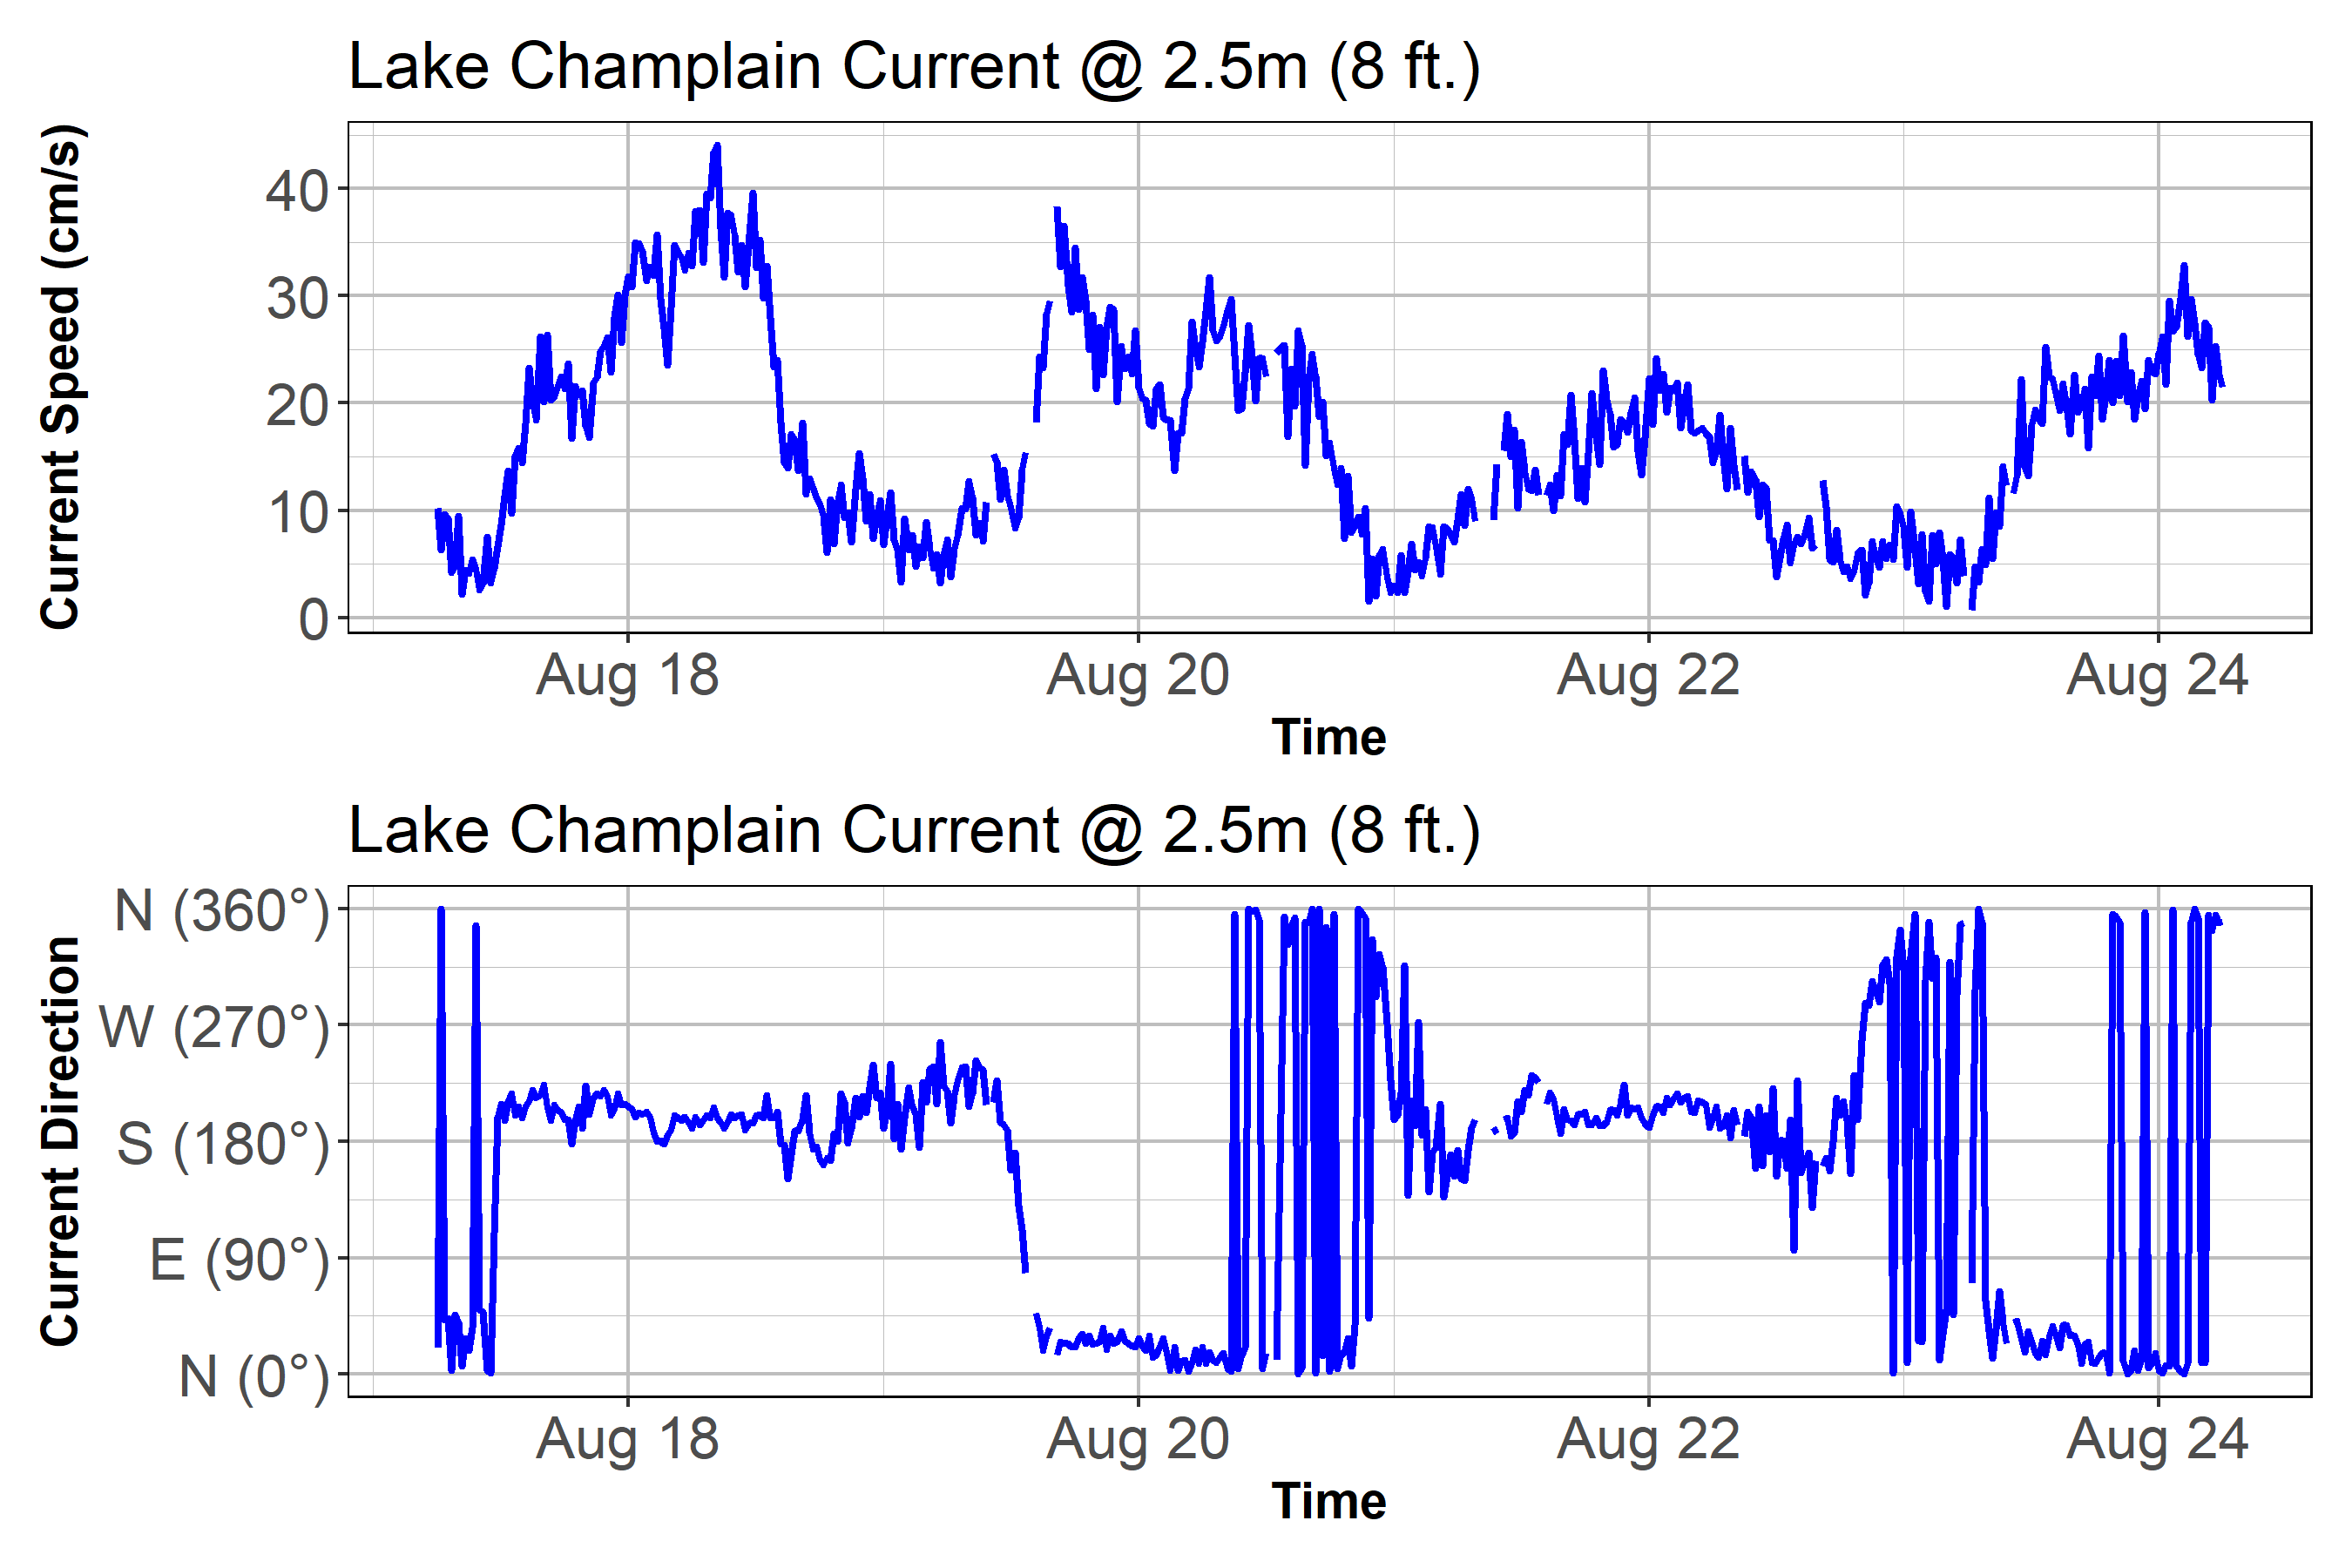 Lake Champlain Current @ 2.5m (8 ft.)
Current Speed (cm/s)
40
30
20
10
0
Aug 18 Aug 20 Aug 22 Aug 24
Time
Lake Champlain Current @ 2.5m (8 ft.)
Current Direction
N (360°)
W (270°)
S (180°)
E (90°)
N (0°)
Aug 18 Aug 20 Aug 22 Aug 24
Time